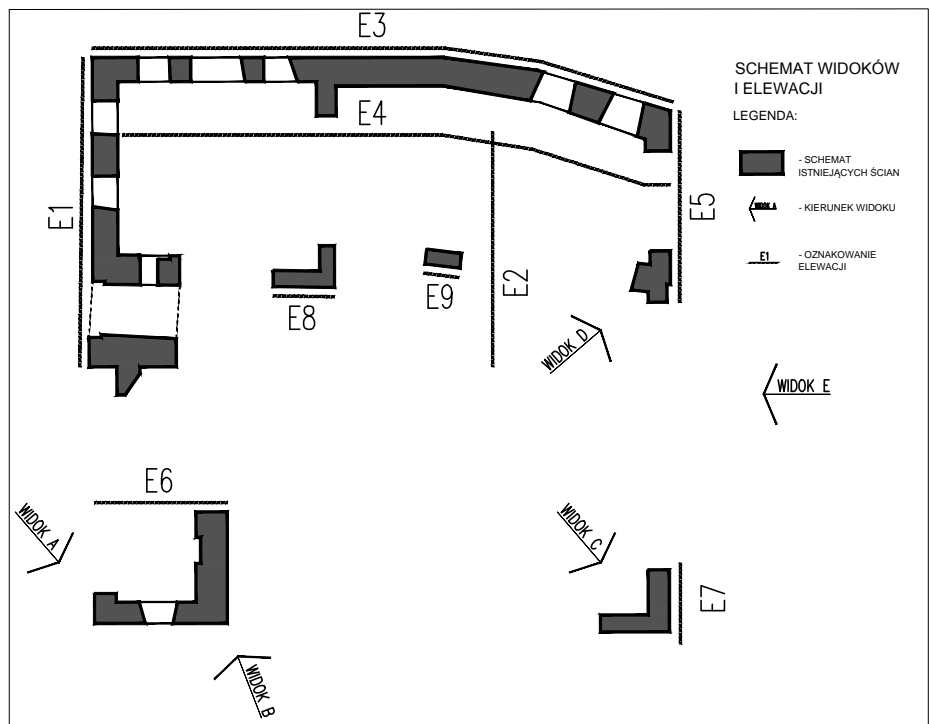 E3
SCHEMAT WIDOKÓW
I ELEWACJI
LEGENDA:
E4
- SCHEMAT
ISTNIEJĄCYCH ŚCIAN
E1
E5
WIDOK A
- KIERUNEK WIDOKU
E1
- OZNAKOWANIE
ELEWACJI
E2
E9
E8
WIDOK D
WIDOK E
E6
WIDOK A
WIDOK C
E7
WIDOK B